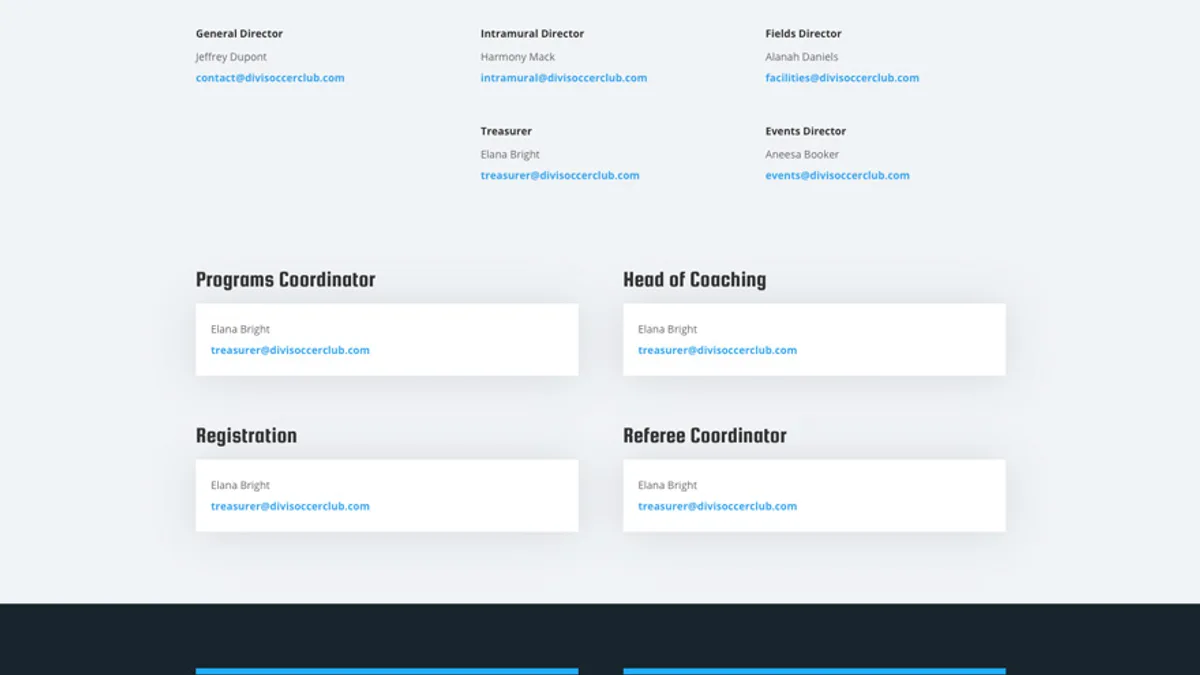 General Director
Jeffrey Dupont
contact@divisoccerclub.com
Intramural Director
Harmony Mack
intramural@divisoccerclub.com
Fields Director
Alanah Daniels
facilities@divisoccerclub.com
Treasurer
Elana Bright
treasurer@divisoccerclub.com
Events Director
Aneesa Booker
events@divisoccerclub.com
Programs Coordinator
Elana Bright
treasurer@divisoccerclub.com
Head of Coaching
Elana Bright
treasurer@divisoccerclub.com
Registration
Elana Bright
treasurer@divisoccerclub.com
Referee Coordinator
Elana Bright
treasurer@divisoccerclub.com